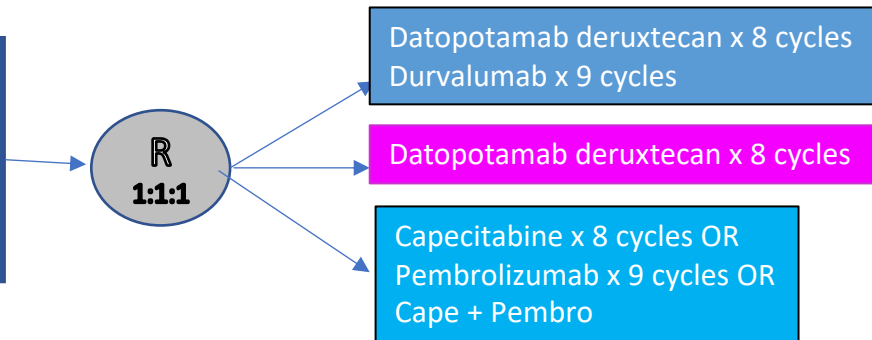 Datopotamab deruxtecan x 8 cycles
Durvalumab x 9 cycles
R
1:1:1
Datopotamab deruxtecan x 8 cycles
Capecitabine x 8 cycles OR
Pembrolizumab x 9 cycles OR
Cape + Pembro